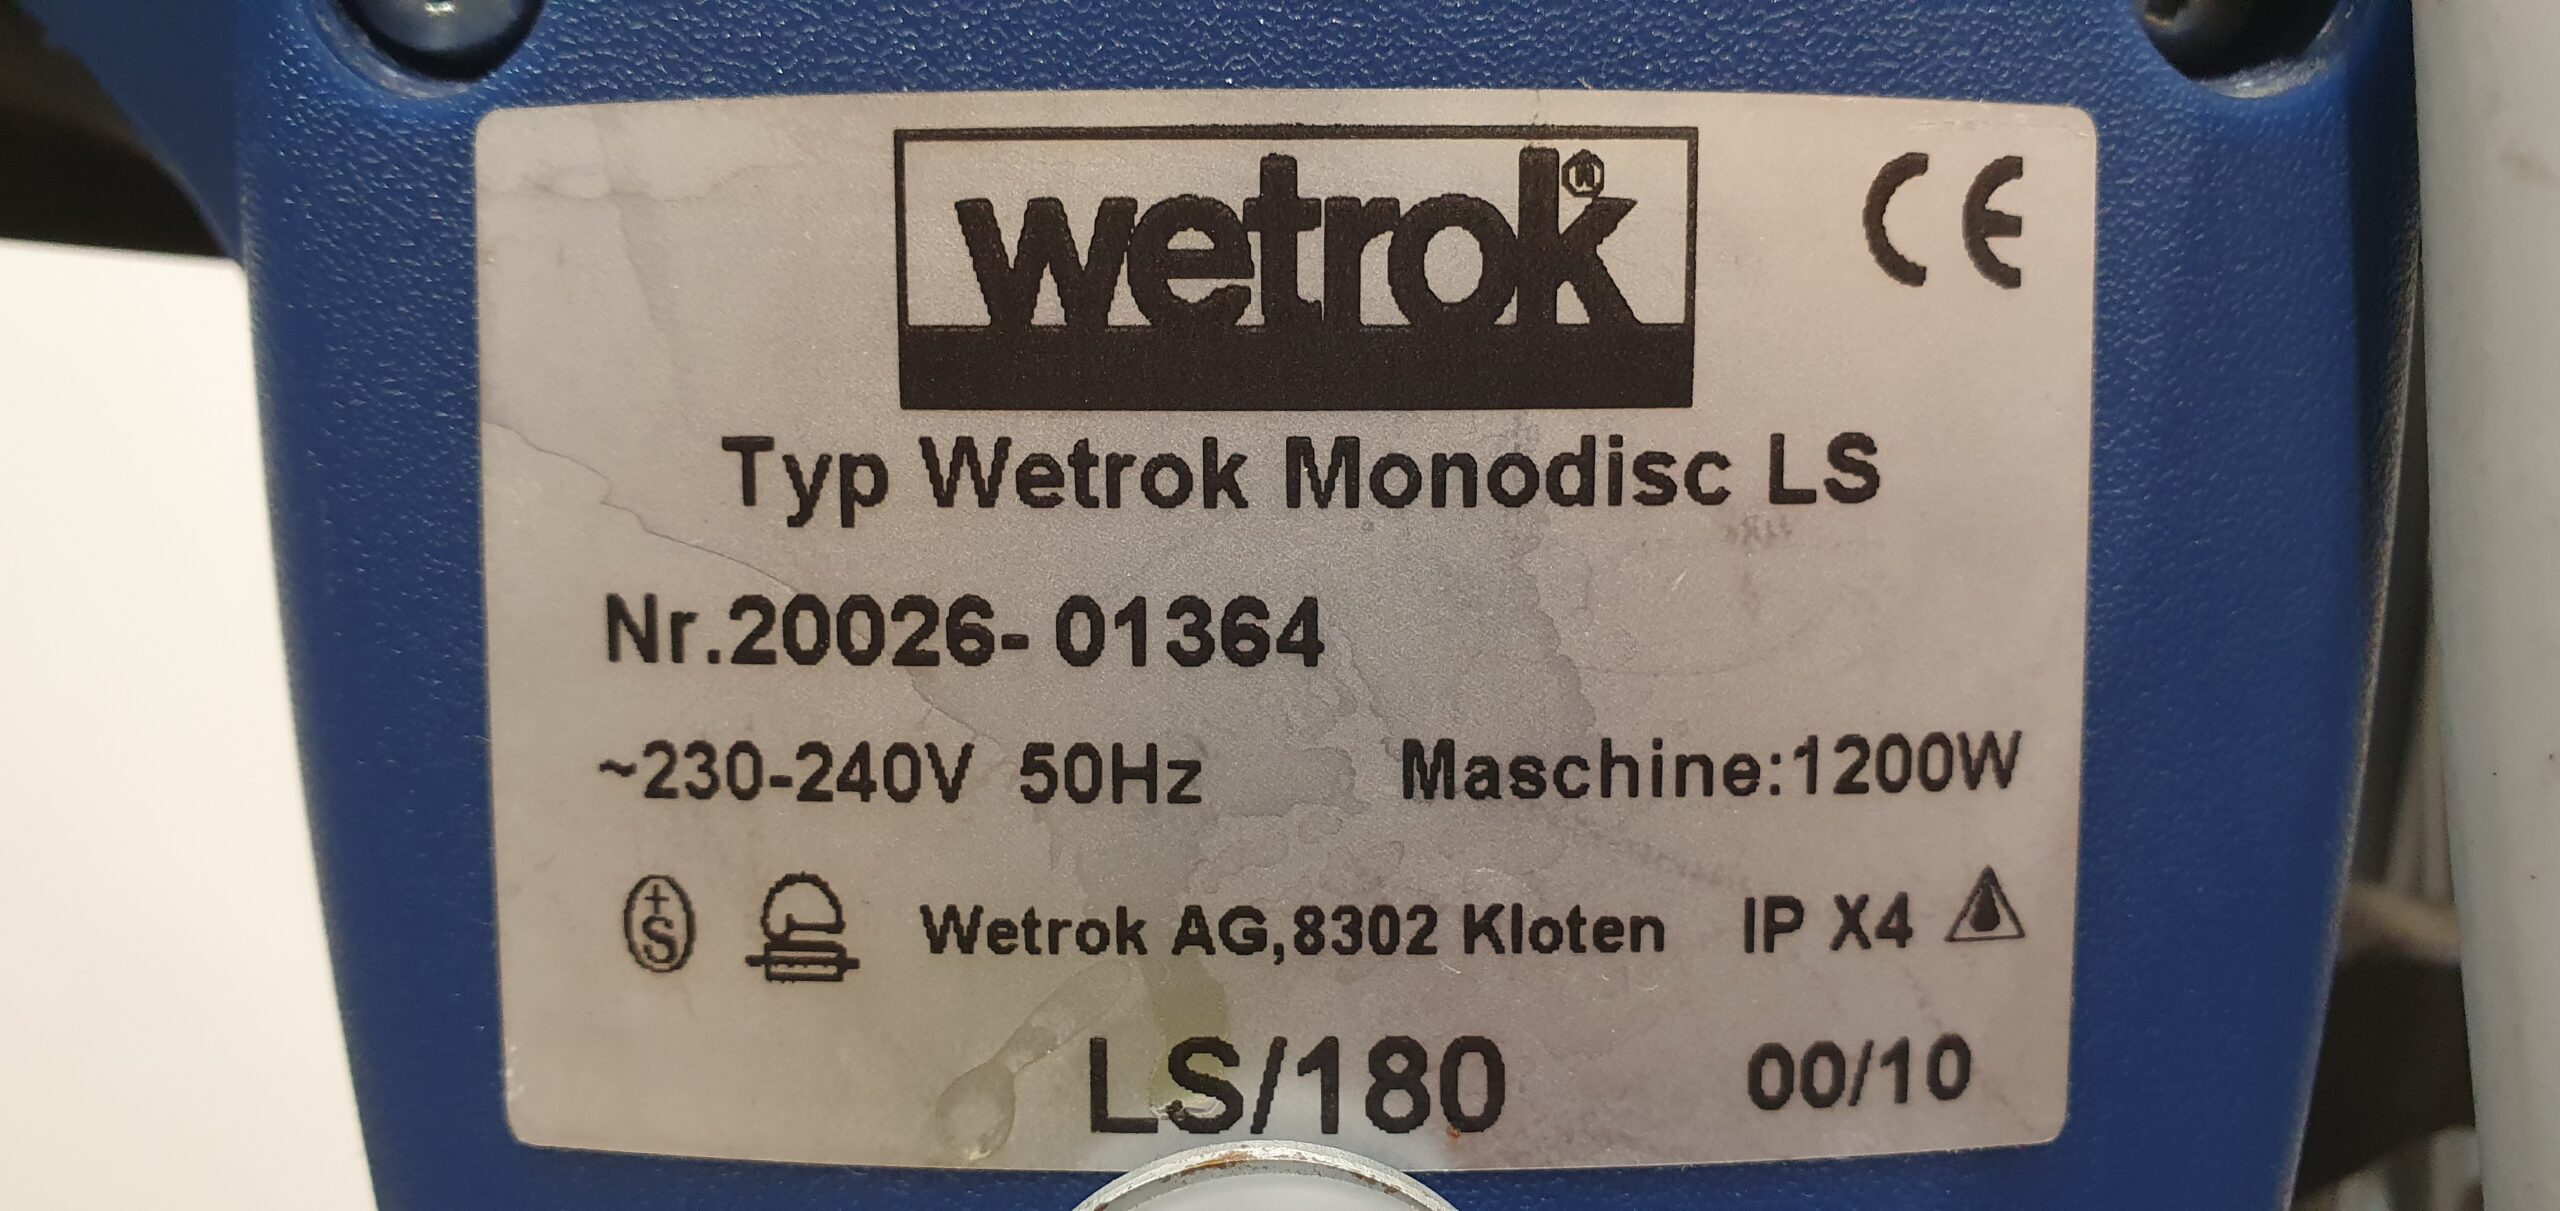 wetrok
CE
Typ Wetrok Monodisc LS
Nr.20026-01364
~230-240V 50Hz Maschine:1200W
+S Wetrok AG,8302 Kloten IP X4
LS/180 00/10